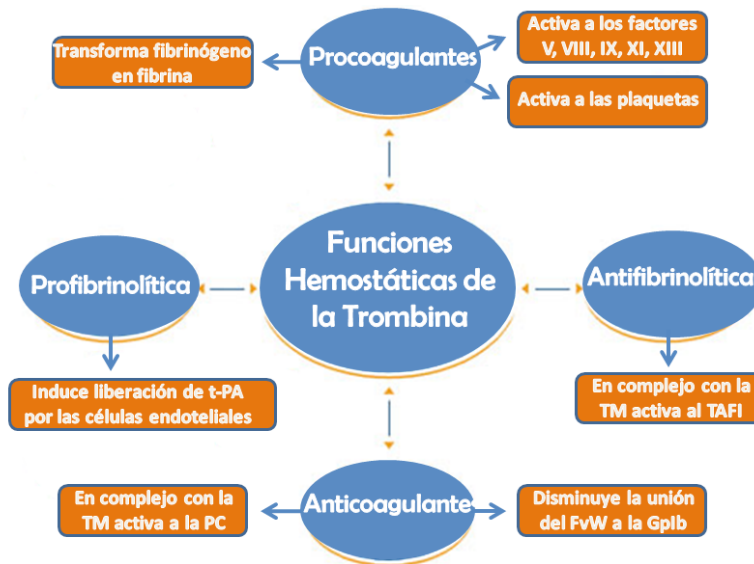 Procoagulantes
Transforma fibrinógeno
en fibrina
Activa a los factores
V, VIII, IX, XI, XIII
Activa a las plaquetas
Funciones
Hemostáticas de
la Trombina
Profibrinolítica
Induce liberación de t-PA
por las células endoteliales
Antifibrinolítica
En complejo con la
TM activa al TAFI
Anticoagulante
En complejo con la
TM activa a la PC
Disminuye la unión
del FvW a la GpIb